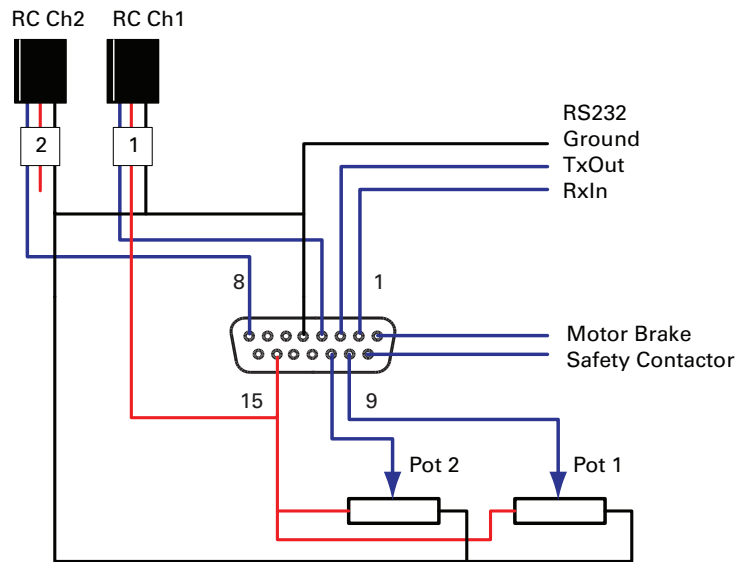 RC Ch2
RC Ch1
2
1
RS232
Ground
TxOut
RxIn
8
1
Motor Brake
Safety Contactor
15
9
Pot 2
Pot 1